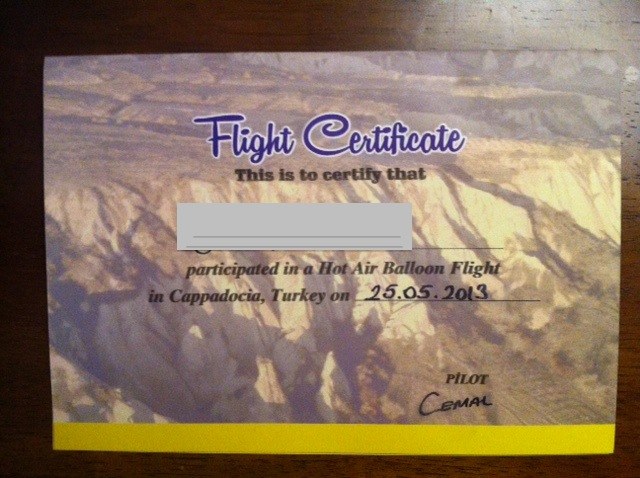 Flight Certificate
This is to certify that
participated in a Hot Air Balloon Flight
in Cappadocia, Turkey on 25.05.2013
PİLOT
CEMAL